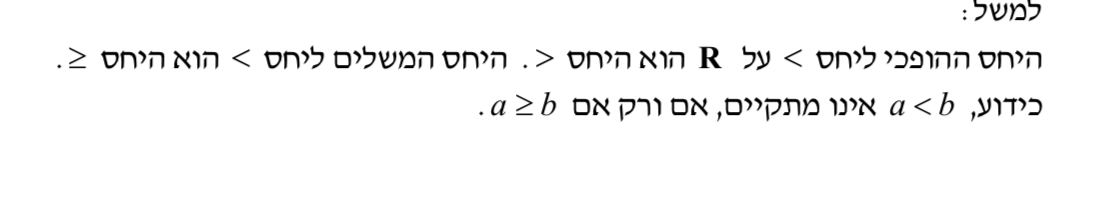 למשל:
היחס ההופכי ליחס < על R הוא היחס >. היחס המשלים ליחס < הוא היחס ≥.
כידוע, a < b אינו מתקיים, אם ורק אם a ≥ b.